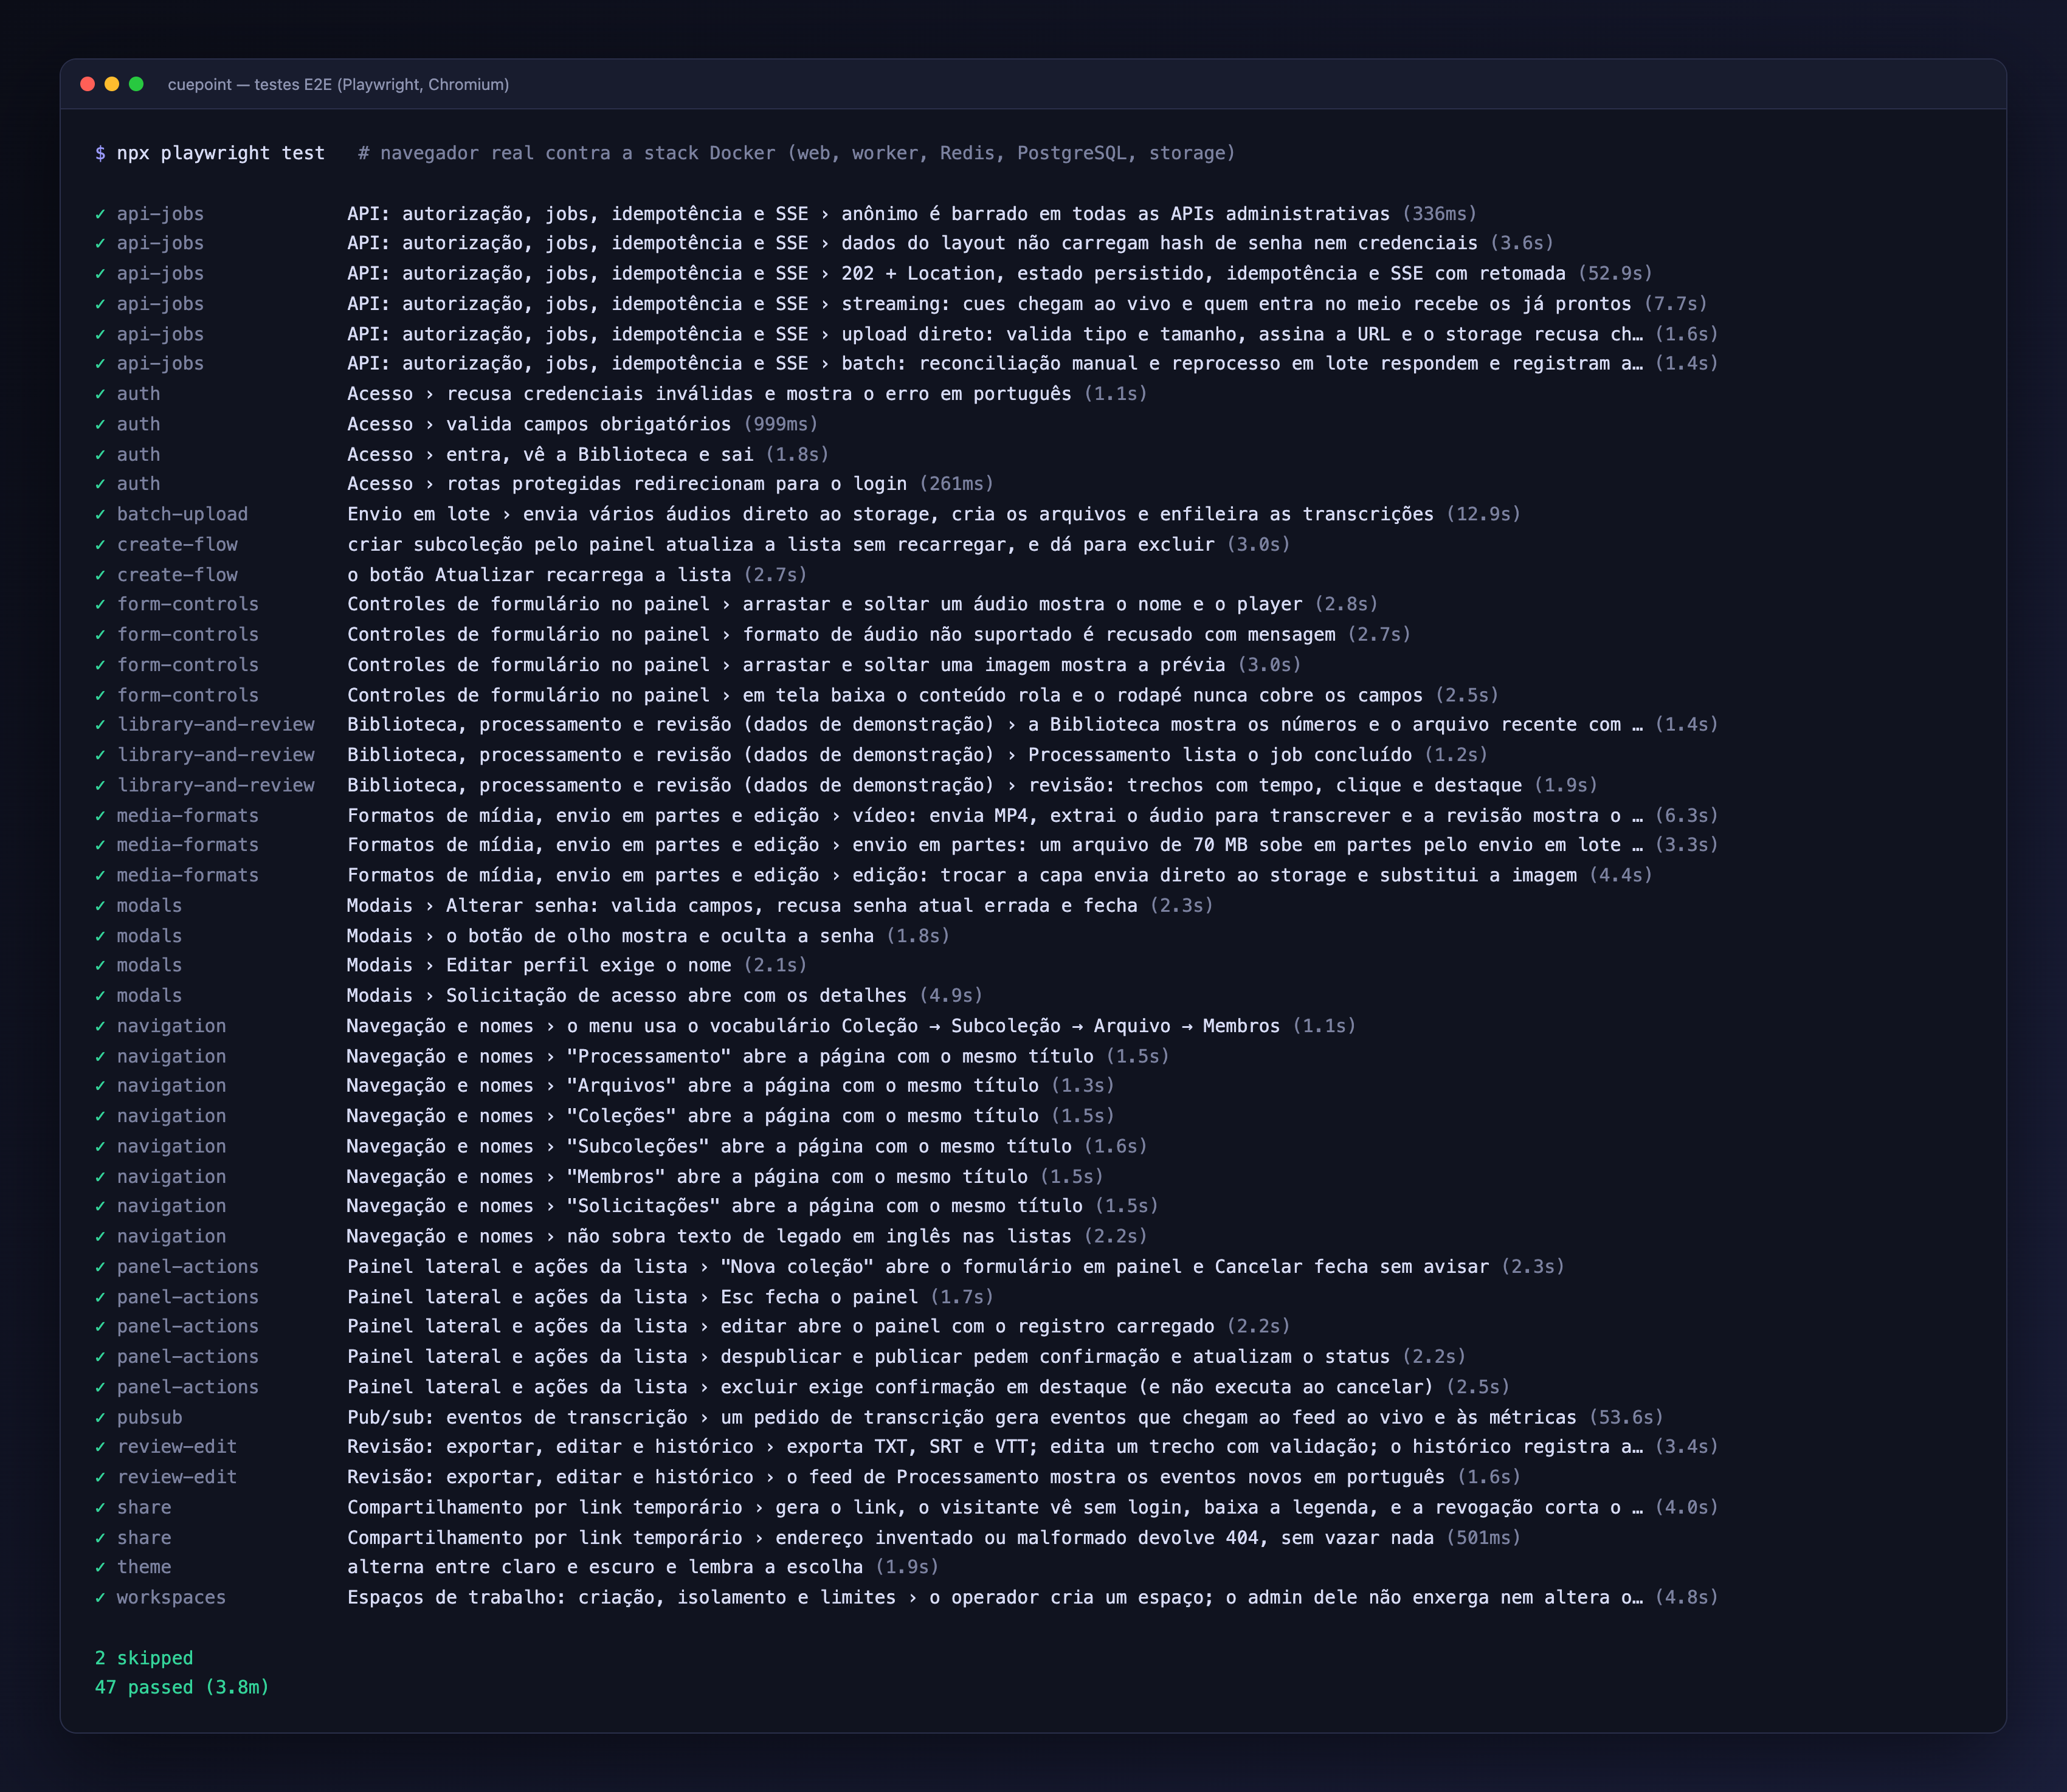 cuepoint — testes E2E (Playwright, Chromium)
$ npx playwright test   # navegador real contra a stack Docker (web, worker, Redis, PostgreSQL, storage)
✓ api-jobs API: autorização, jobs, idempotência e SSE › anônimo é barrado em todas as APIs administrativas (336ms)
✓ api-jobs API: autorização, jobs, idempotência e SSE › dados do layout não carregam hash de senha nem credenciais (3.6s)
✓ api-jobs API: autorização, jobs, idempotência e SSE › 202 + Location, estado persistido, idempotência e SSE com retomada (52.9s)
✓ api-jobs API: autorização, jobs, idempotência e SSE › streaming: cues chegam ao vivo e quem entra no meio recebe os já prontos (7.7s)
✓ api-jobs API: autorização, jobs, idempotência e SSE › upload direto: valida tipo e tamanho, assina a URL e o storage recusa ch… (1.6s)
✓ api-jobs API: autorização, jobs, idempotência e SSE › batch: reconciliação manual e reprocesso em lote respondem e registram a… (1.4s)
✓ auth Acesso › recusa credenciais inválidas e mostra o erro em português (1.1s)
✓ auth Acesso › valida campos obrigatórios (999ms)
✓ auth Acesso › entra, vê a Biblioteca e sai (1.8s)
✓ auth Acesso › rotas protegidas redirecionam para o login (261ms)
✓ batch-upload Envio em lote › envia vários áudios direto ao storage, cria os arquivos e enfileira as transcrições (12.9s)
✓ create-flow criar subcoleção pelo painel atualiza a lista sem recarregar, e dá para excluir (3.0s)
✓ create-flow o botão Atualizar recarrega a lista (2.7s)
✓ form-controls Controles de formulário no painel › arrastar e soltar um áudio mostra o nome e o player (2.8s)
✓ form-controls Controles de formulário no painel › formato de áudio não suportado é recusado com mensagem (2.7s)
✓ form-controls Controles de formulário no painel › arrastar e soltar uma imagem mostra a prévia (3.0s)
✓ form-controls Controles de formulário no painel › em tela baixa o conteúdo rola e o rodapé nunca cobre os campos (2.5s)
✓ library-and-review Biblioteca, processamento e revisão (dados de demonstração) › a Biblioteca mostra os números e o arquivo recente com … (1.4s)
✓ library-and-review Biblioteca, processamento e revisão (dados de demonstração) › Processamento lista o job concluído (1.2s)
✓ library-and-review Biblioteca, processamento e revisão (dados de demonstração) › revisão: trechos com tempo, clique e destaque (1.9s)
✓ media-formats Formatos de mídia, envio em partes e edição › vídeo: envia MP4, extrai o áudio para transcrever e a revisão mostra o … (6.3s)
✓ media-formats Formatos de mídia, envio em partes e edição › envio em partes: um arquivo de 70 MB sobe em partes pelo envio em lote … (3.3s)
✓ media-formats Formatos de mídia, envio em partes e edição › edição: trocar a capa envia direto ao storage e substitui a imagem (4.4s)
✓ modals Modais › Alterar senha: valida campos, recusa senha atual errada e fecha (2.3s)
✓ modals Modais › o botão de olho mostra e oculta a senha (1.8s)
✓ modals Modais › Editar perfil exige o nome (2.1s)
✓ modals Modais › Solicitação de acesso abre com os detalhes (4.9s)
✓ navigation Navegação e nomes › o menu usa o vocabulário Coleção → Subcoleção → Arquivo → Membros (1.1s)
✓ navigation Navegação e nomes › "Processamento" abre a página com o mesmo título (1.5s)
✓ navigation Navegação e nomes › "Arquivos" abre a página com o mesmo título (1.3s)
✓ navigation Navegação e nomes › "Coleções" abre a página com o mesmo título (1.5s)
✓ navigation Navegação e nomes › "Subcoleções" abre a página com o mesmo título (1.6s)
✓ navigation Navegação e nomes › "Membros" abre a página com o mesmo título (1.5s)
✓ navigation Navegação e nomes › "Solicitações" abre a página com o mesmo título (1.5s)
✓ navigation Navegação e nomes › não sobra texto de legado em inglês nas listas (2.2s)
✓ panel-actions Painel lateral e ações da lista › "Nova coleção" abre o formulário em painel e Cancelar fecha sem avisar (2.3s)
✓ panel-actions Painel lateral e ações da lista › Esc fecha o painel (1.7s)
✓ panel-actions Painel lateral e ações da lista › editar abre o painel com o registro carregado (2.2s)
✓ panel-actions Painel lateral e ações da lista › despublicar e publicar pedem confirmação e atualizam o status (2.2s)
✓ panel-actions Painel lateral e ações da lista › excluir exige confirmação em destaque (e não executa ao cancelar) (2.5s)
✓ pubsub Pub/sub: eventos de transcrição › um pedido de transcrição gera eventos que chegam ao feed ao vivo e às métricas (53.6s)
✓ review-edit Revisão: exportar, editar e histórico › exporta TXT, SRT e VTT; edita um trecho com validação; o histórico registra a… (3.4s)
✓ review-edit Revisão: exportar, editar e histórico › o feed de Processamento mostra os eventos novos em português (1.6s)
✓ share Compartilhamento por link temporário › gera o link, o visitante vê sem login, baixa a legenda, e a revogação corta o … (4.0s)
✓ share Compartilhamento por link temporário › endereço inventado ou malformado devolve 404, sem vazar nada (501ms)
✓ theme alterna entre claro e escuro e lembra a escolha (1.9s)
✓ workspaces Espaços de trabalho: criação, isolamento e limites › o operador cria um espaço; o admin dele não enxerga nem altera o… (4.8s)
2 skipped
47 passed (3.8m)